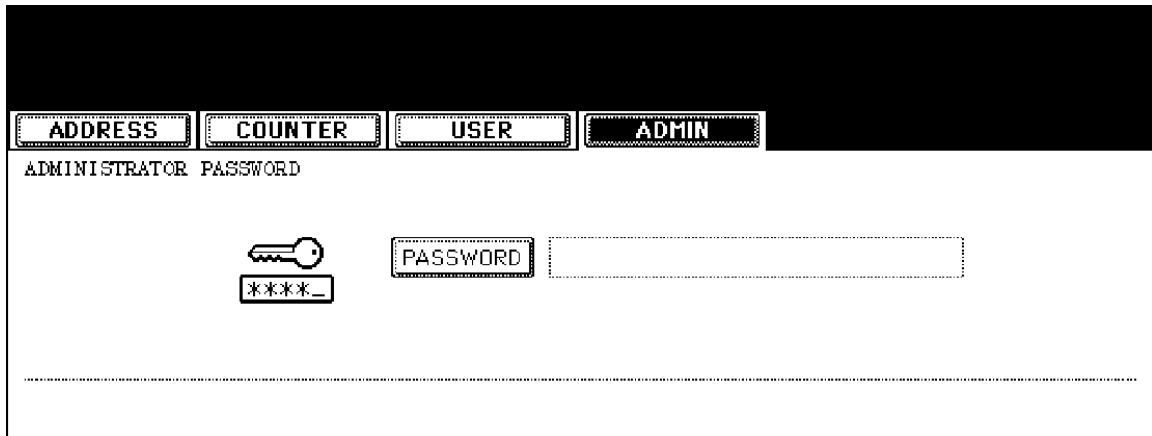 ADDRESS COUNTER USER ADMIN
ADMINISTRATOR PASSWORD
PASSWORD
****_